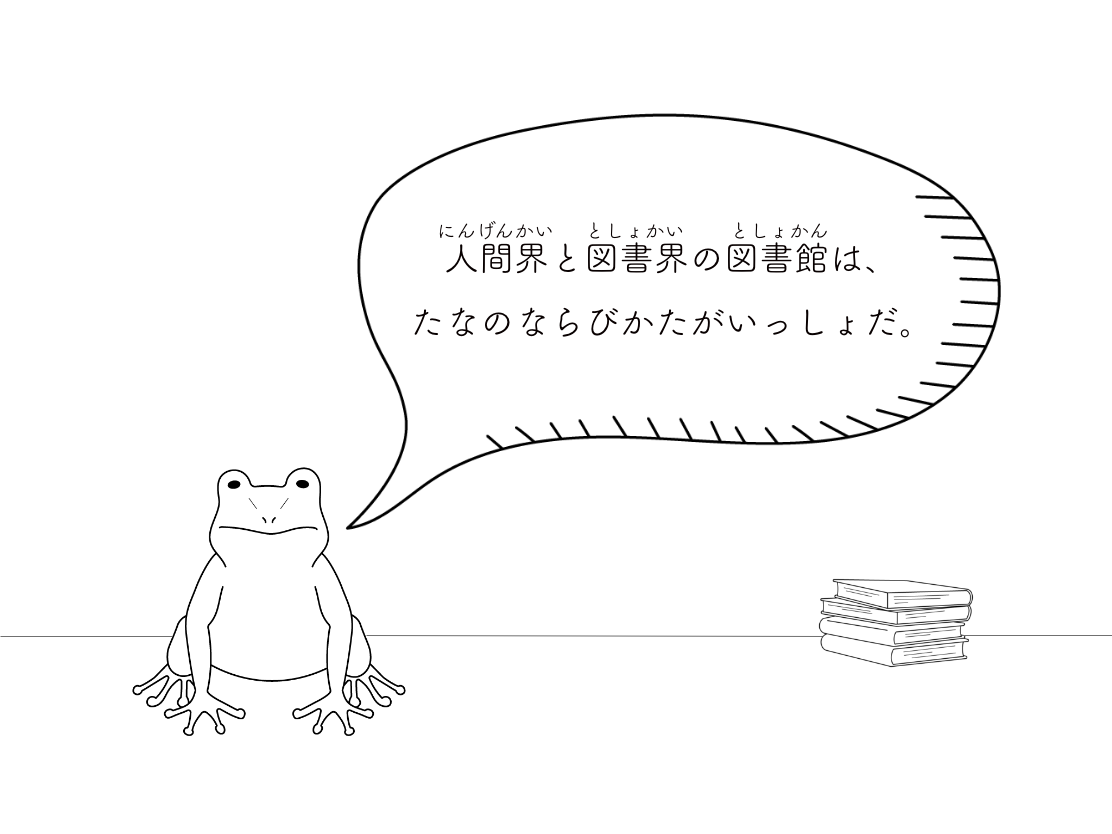 にんげんかい としょかい としょかん
人間界と図書界の図書館は、
たなのならびかたがいっしょだ。